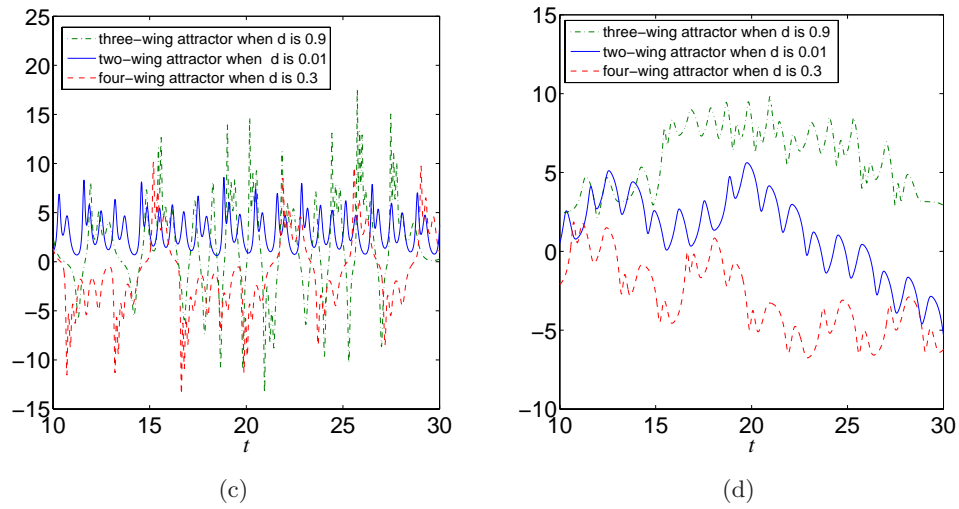 25
20
15
10
5
0
−5
−10
−15
10
15
20
25
30
t
three−wing attractor when d is 0.9
two−wing attractor when d is 0.01
four−wing attractor when d is 0.3
(c)
15
10
5
0
−5
−10
10
15
20
25
30
t
three−wing attractor when d is 0.9
two−wing attractor when d is 0.01
four−wing attractor when d is 0.3
(d)